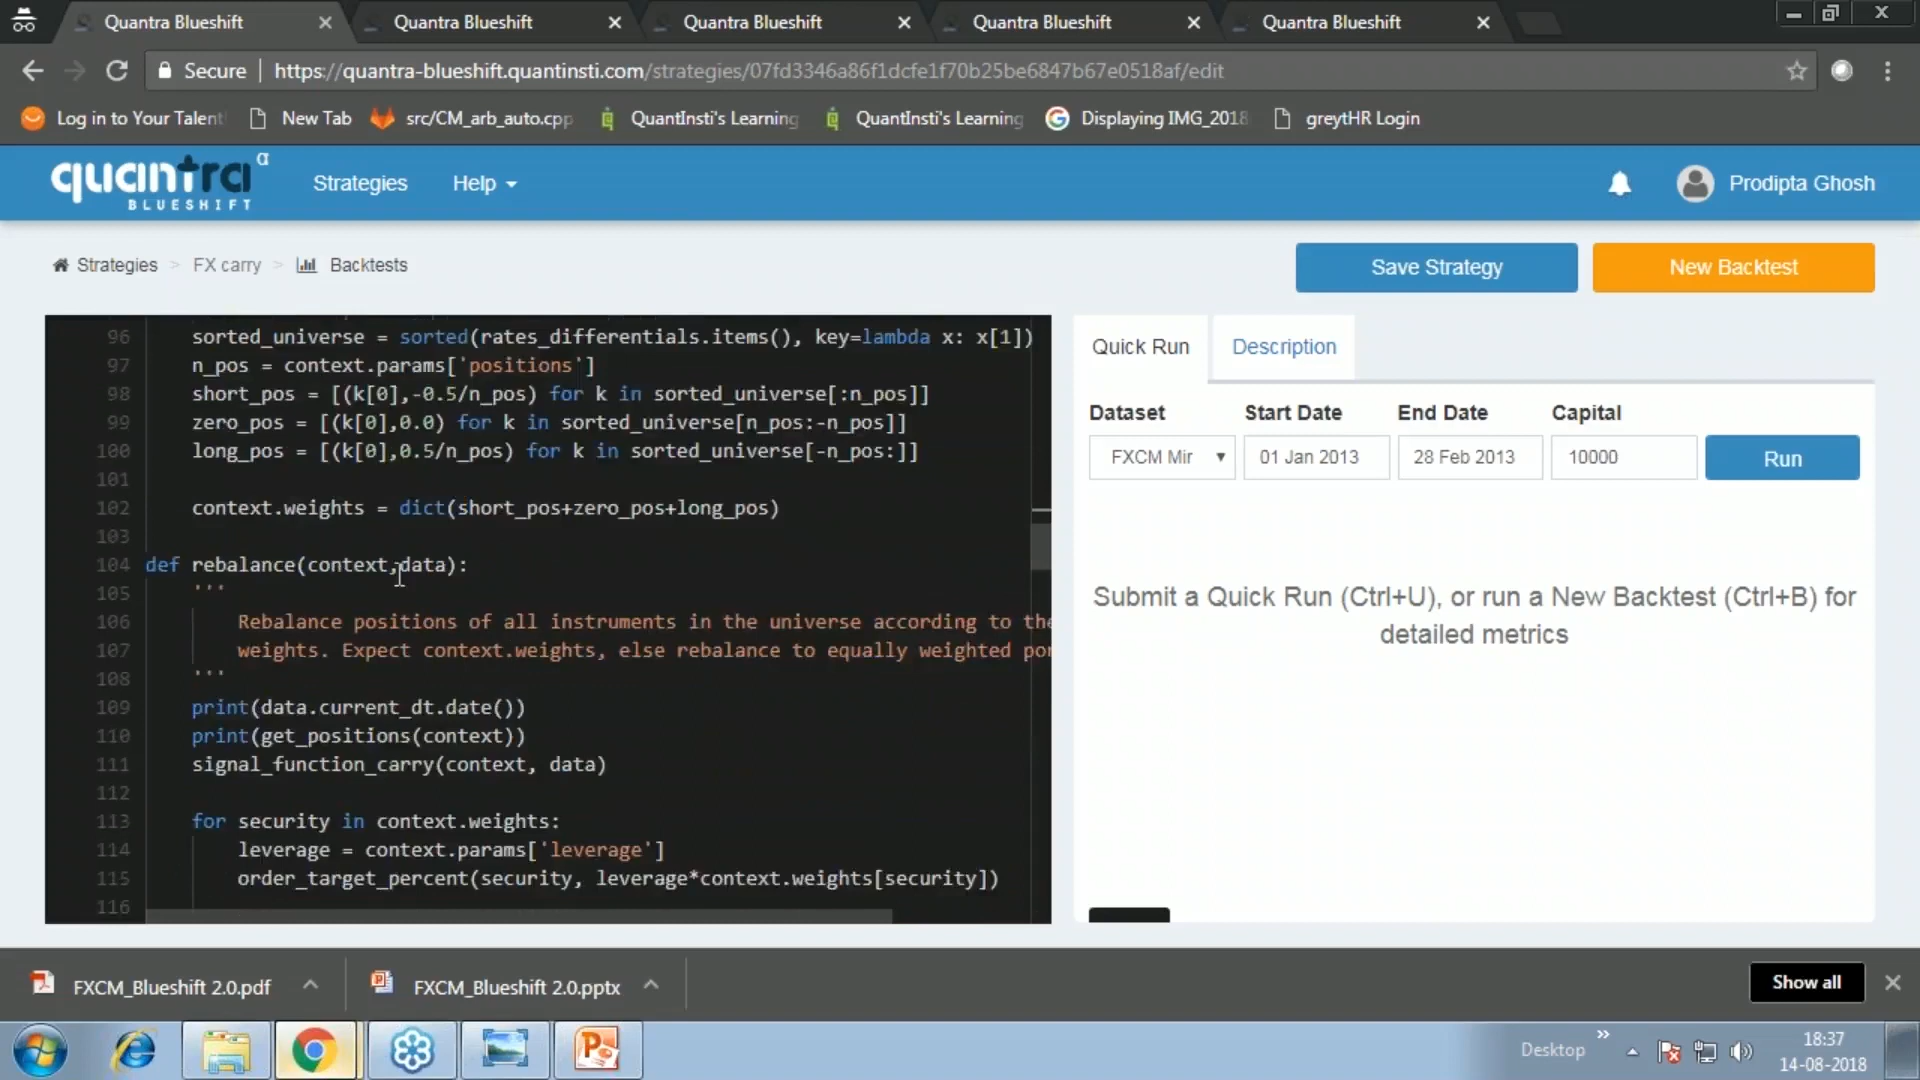 Quantra Blueshift
Quantra Blueshift
Quantra Blueshift
Quantra Blueshift
Quantra Blueshift
Secure https://quantra-blueshift.quantinsti.com/strategies/07fd3346a86f1dcfe1f70b25be6847b67e0518af/edit
Log in to Your Talent New Tab src/CM_arb_auto.cpp QuantInsti's Learning QuantInsti's Learning Displaying IMG_2018 greytHR Login
quantra α
BLUESHIFT
Strategies Help Prodipta Ghosh
Strategies > FX carry > Backtests
Save Strategy New Backtest
96 sorted_universe = sorted(rates_differentials.items(), key=lambda x: x[1])
97 n_pos = context.params['positions']
98 short_pos = [(k[0],-0.5/n_pos) for k in sorted_universe[:n_pos]]
99 zero_pos = [(k[0],0.0) for k in sorted_universe[n_pos:-n_pos]]
100 long_pos = [(k[0],0.5/n_pos) for k in sorted_universe[-n_pos:]]
101
102 context.weights = dict(short_pos+zero_pos+long_pos)
103
104 def rebalance(context,data):
105 '''
106 Rebalance positions of all instruments in the universe according to the
107 weights. Expect context.weights, else rebalance to equally weighted por
108 '''
109 print(data.current_dt.date())
110 print(get_positions(context))
111 signal_function_carry(context, data)
112
113 for security in context.weights:
114 leverage = context.params['leverage']
115 order_target_percent(security, leverage*context.weights[security])
116
Quick Run Description
Dataset Start Date End Date Capital
FXCM Mir 01 Jan 2013 28 Feb 2013 10000 Run
Submit a Quick Run (Ctrl+U), or run a New Backtest (Ctrl+B) for
detailed metrics
FXCM_Blueshift 2.0.pdf FXCM_Blueshift 2.0.pptx Show all
Desktop
18:37
14-08-2018